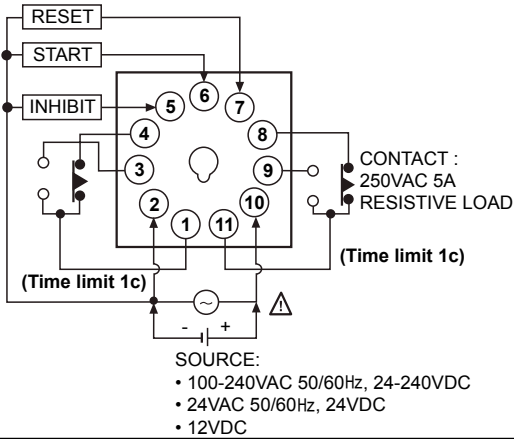 RESET
START
INHIBIT
6
5
7
4
8
3
9
2
10
1
11
CONTACT :
250VAC 5A
RESISTIVE LOAD
(Time limit 1c)
(Time limit 1c)
~
!
- +
SOURCE:
• 100-240VAC 50/60Hz, 24-240VDC
• 24VAC 50/60Hz, 24VDC
• 12VDC